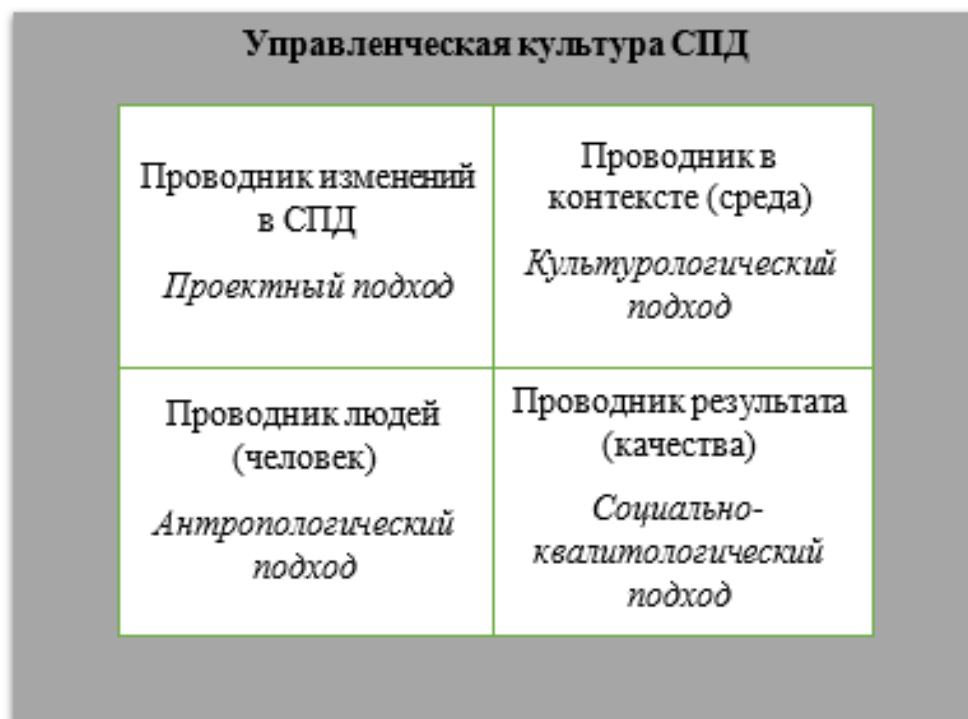 Управленческая культура СПД
Проводник изменений
в СПД
Проектный подход
Проводник в
контексте (среда)
Культурологический
подход
Проводник людей
(человек)
Антропологический
подход
Проводник результата
(качества)
Социально-
квалитологический
подход